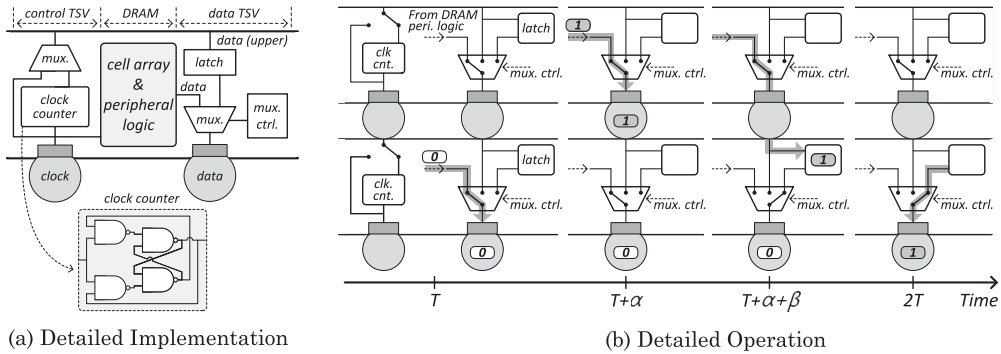 control TSV
DRAM
data TSV
data (upper)
mux.
latch
cell array
&
peripheral
logic
data
clock
counter
mux.
mux.
ctrl.
clock
data
clock counter
(a) Detailed Implementation
From DRAM
peri. logic
clk
cnt.
latch
mux. ctrl.
1
mux. ctrl.
1
mux. ctrl.
mux. ctrl.
clk.
cnt.
0
latch
mux. ctrl.
0
mux. ctrl.
0
1
mux. ctrl.
0
mux. ctrl.
1
T
T+α
T+α+β
2T
Time
(b) Detailed Operation